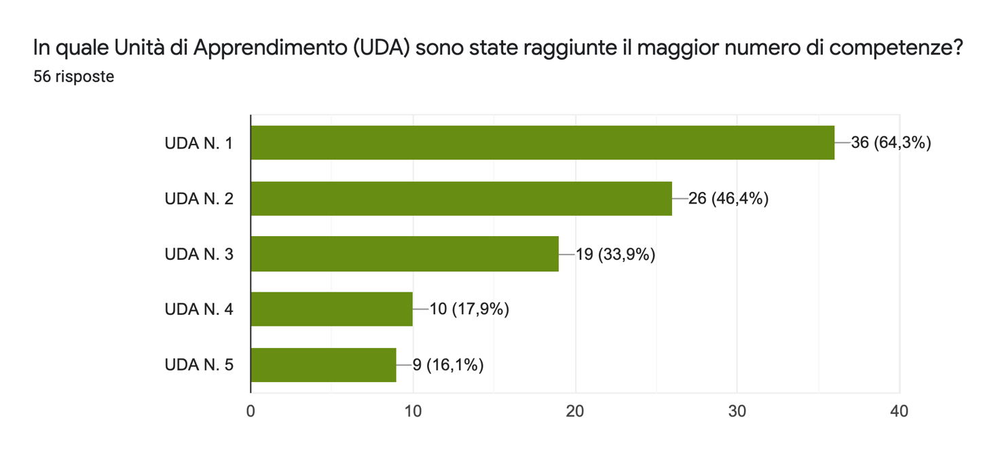 In quale Unità di Apprendimento (UDA) sono state raggiunte il maggior numero di competenze?
56 risposte
UDA N. 1 36 (64,3%)
UDA N. 2 26 (46,4%)
UDA N. 3 19 (33,9%)
UDA N. 4 10 (17,9%)
UDA N. 5 9 (16,1%)
0 10 20 30 40